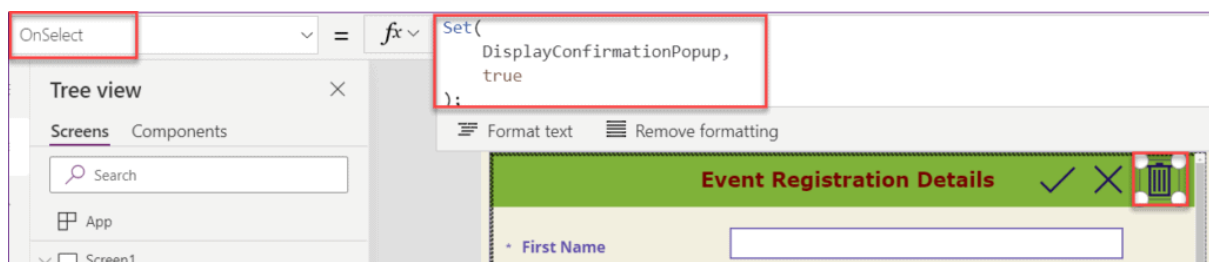 OnSelect
=
fx
Set(
DisplayConfirmationPopup,
true
);
Tree view
Screens Components
Format text Remove formatting
Search
Event Registration Details
App
* First Name
Screen1